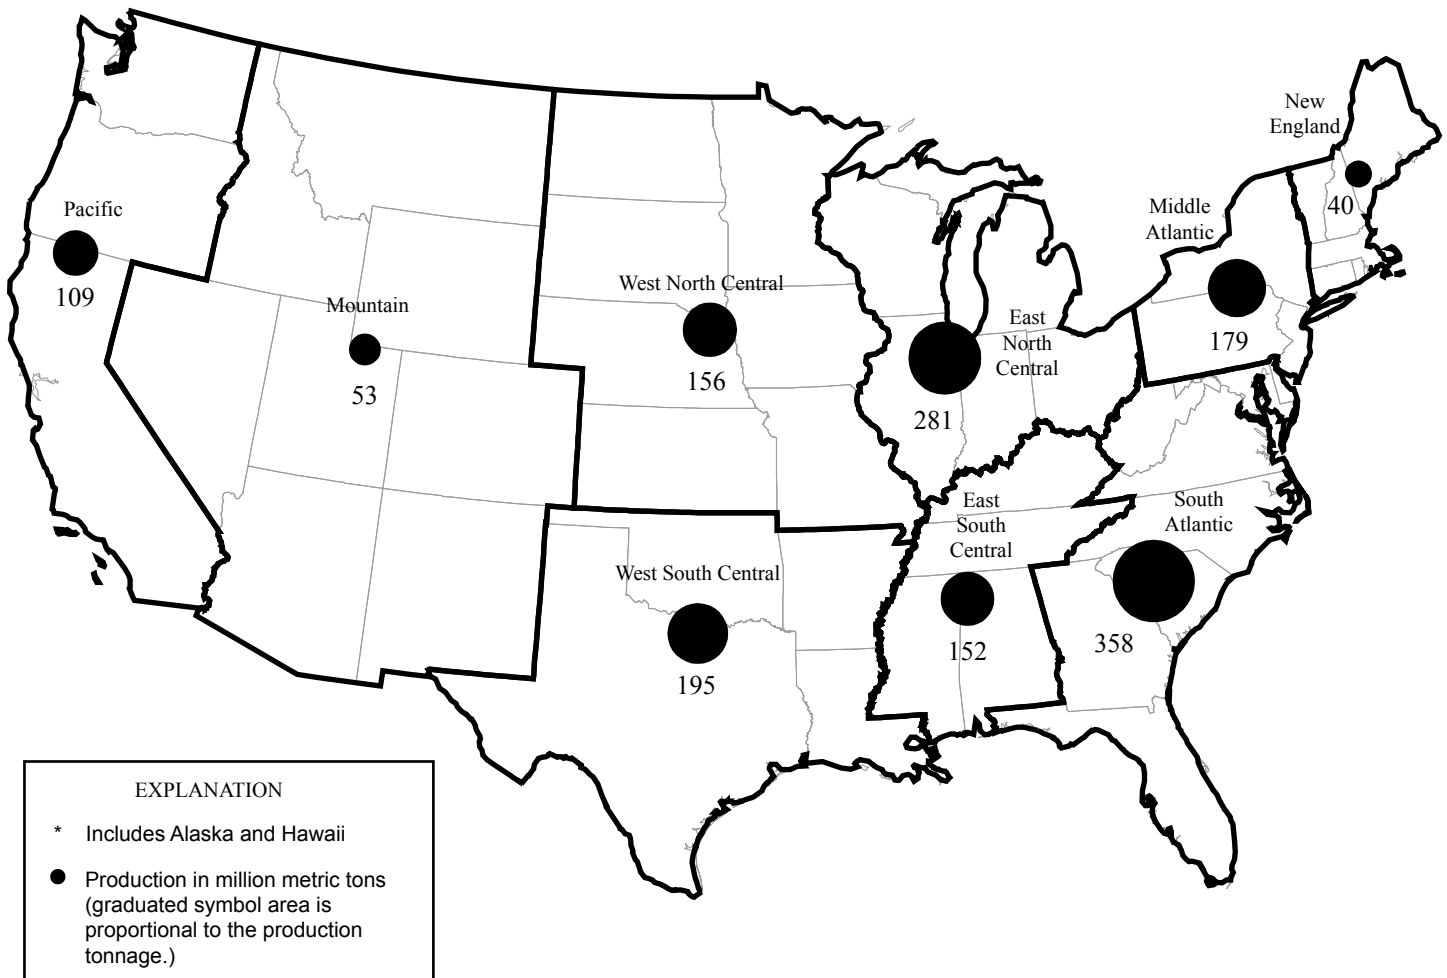 New
England
40
Middle
Atlantic
179
Pacific
109
Mountain
53
West North Central
156
East
North
Central
281
East
South
Central
152
South
Atlantic
358
West South Central
195
EXPLANATION
* Includes Alaska and Hawaii
Production in million metric tons
(graduated symbol area is
proportional to the production
tonnage.)